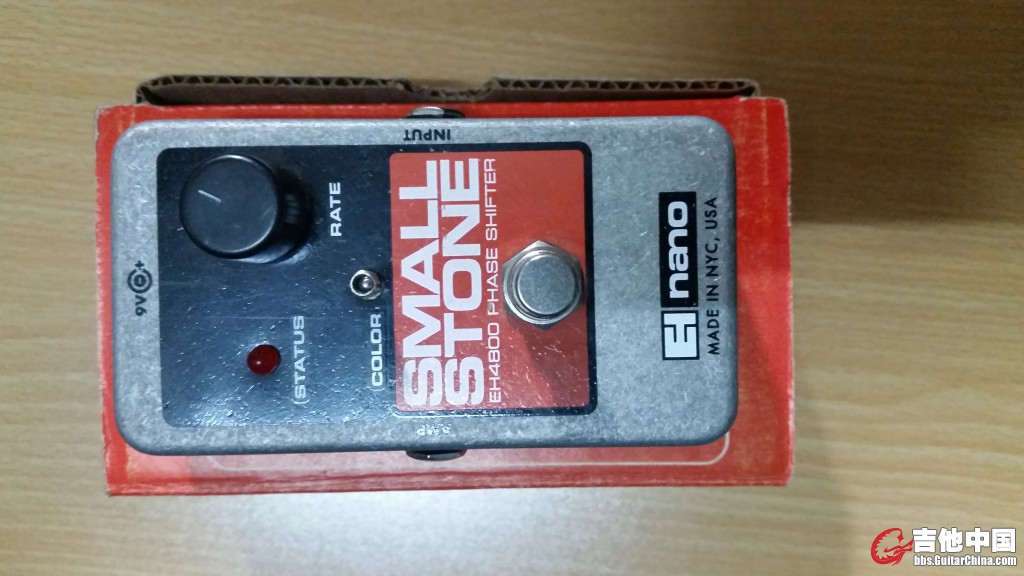 9V
RATE
STATUS
COLOR
INPUT
AMP
SMALL
STONE
EH4800 PHASE SHIFTER
EH nano
MADE IN NYC, USA
吉他中国
bbs.GuitarChina.com